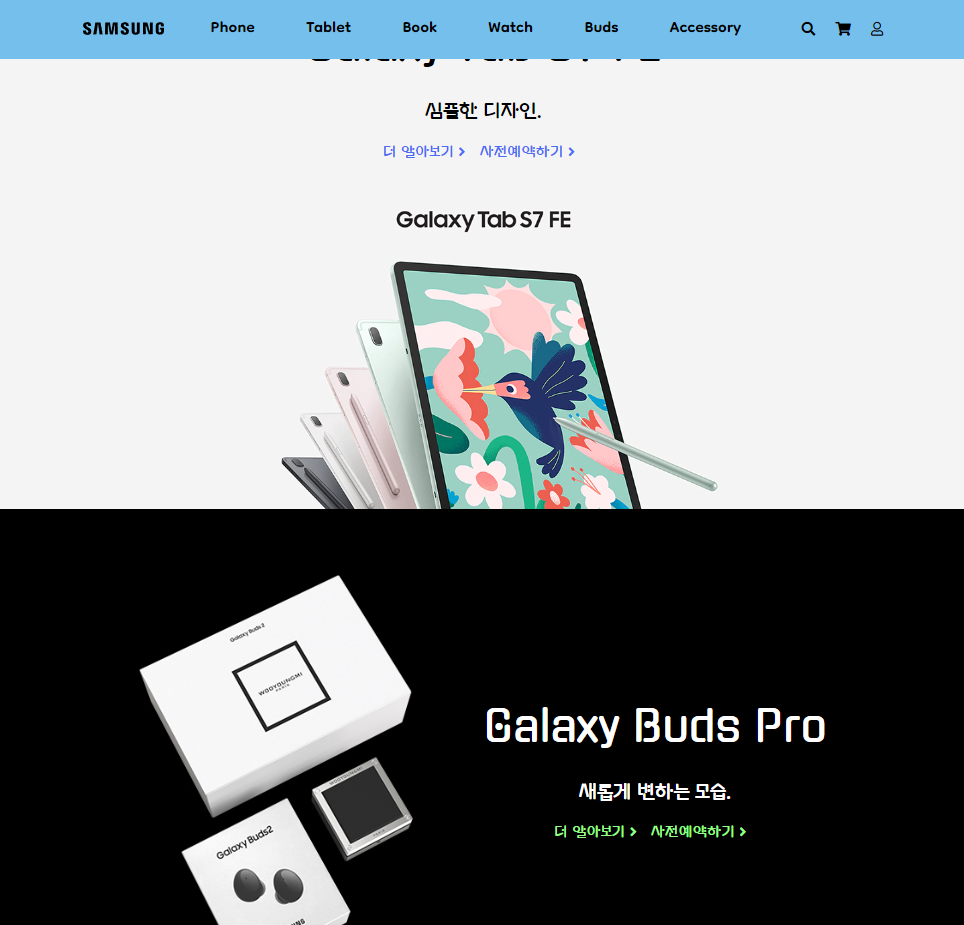 SAMSUNG Phone Tablet Book Watch Buds Accessory
심플한 디자인.
더 알아보기 사전예약하기
Galaxy Tab S7 FE
Galaxy Buds 2
WOOYOUNGMI
PARIS
WOOYOUNGMI
PARIS
Galaxy Buds2
SAMSUNG
Galaxy Buds Pro
새롭게 변하는 모습.
더 알아보기 사전예약하기